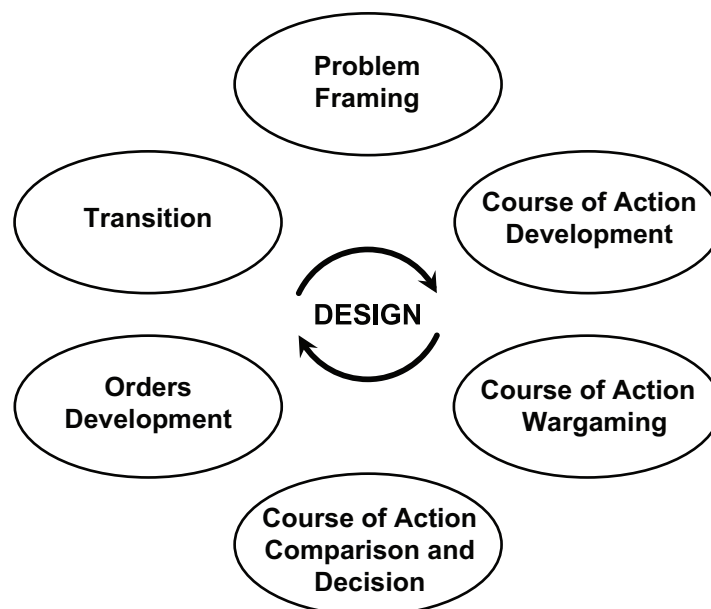 Problem
Framing
Transition
Course of Action
Development
DESIGN
Orders
Development
Course of Action
Wargaming
Course of Action
Comparison and
Decision